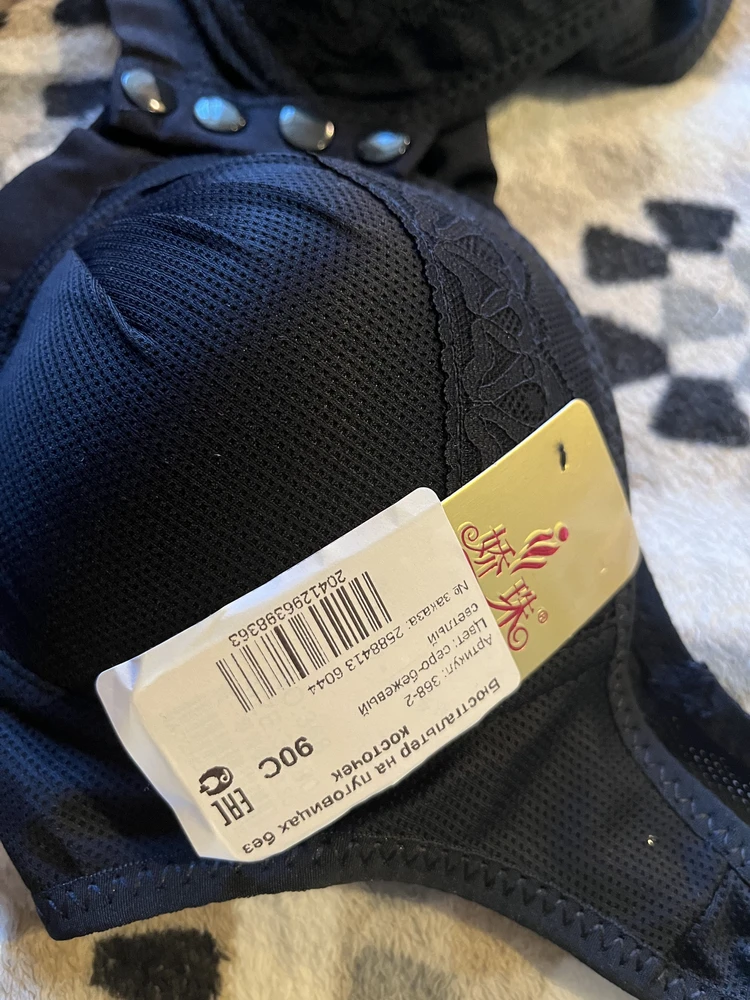 Бюстгальтер на пуговицах без
косточек
Артикул: 368-2
Цвет: серо-бежевый
светлый
№ заказа: 2588413 6044
90C
EAC
2041296398363
娇珠®